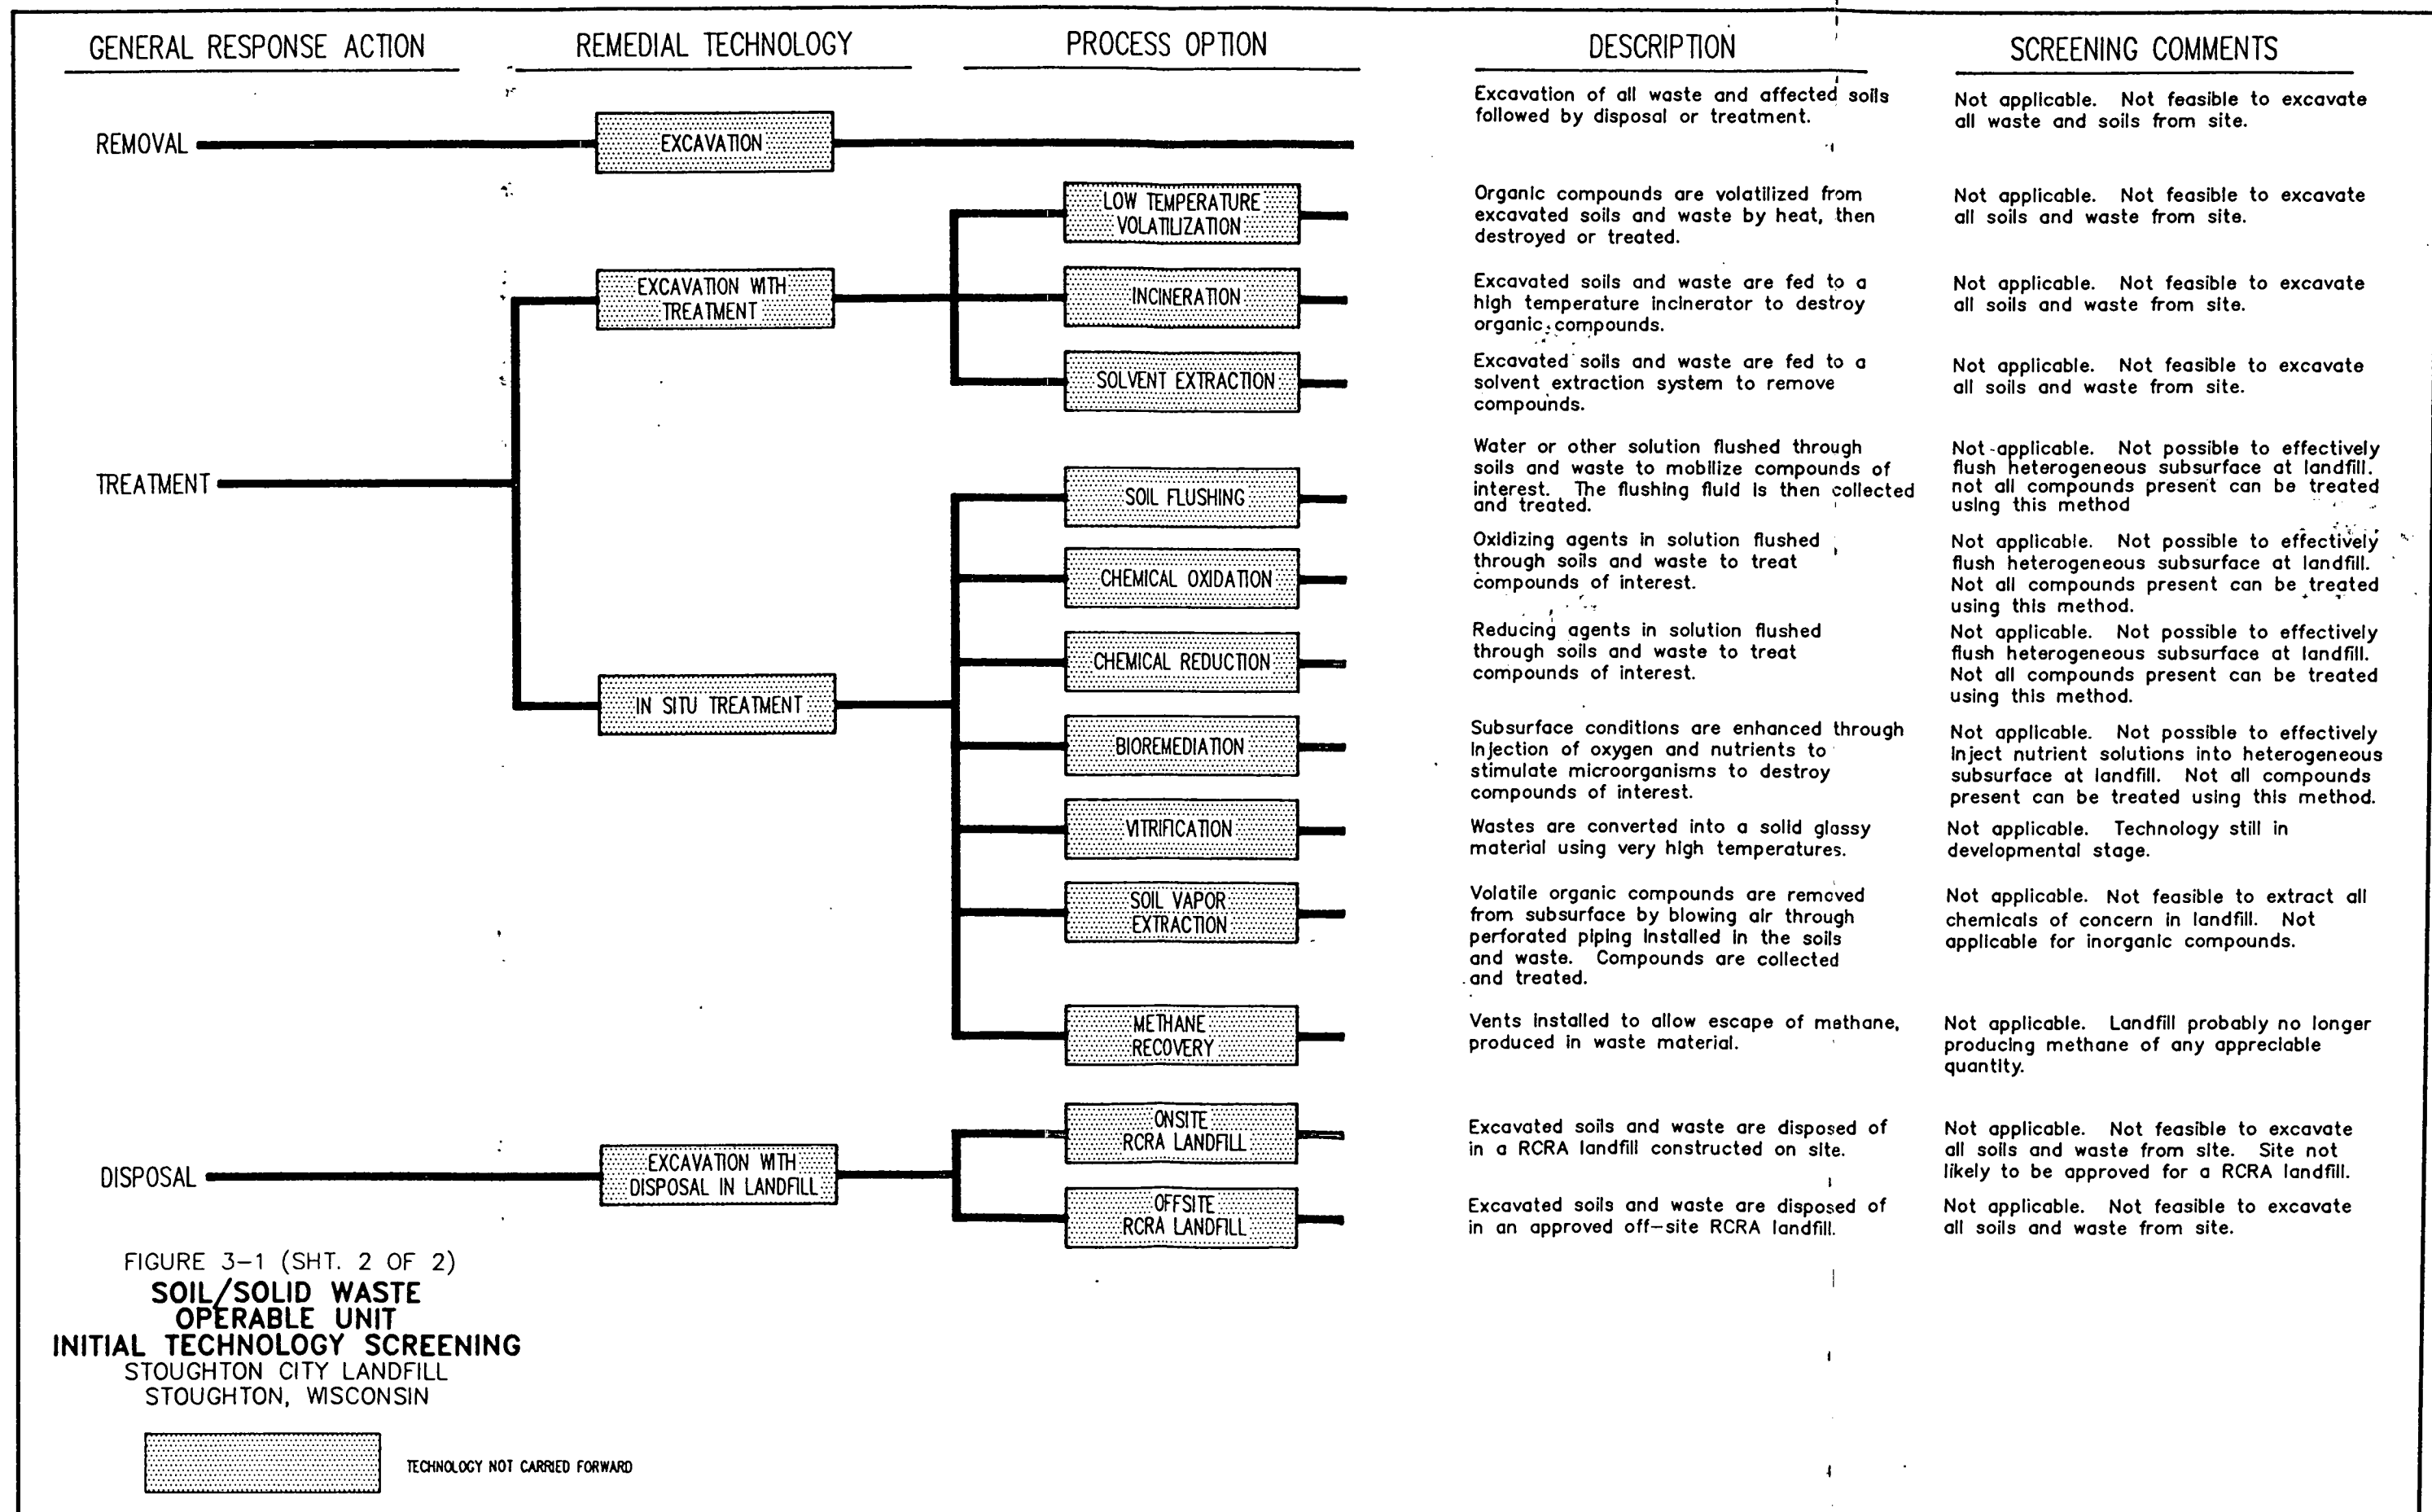 GENERAL RESPONSE ACTION
REMEDIAL TECHNOLOGY
PROCESS OPTION
DESCRIPTION
SCREENING COMMENTS
REMOVAL
EXCAVATION
Excavation of all waste and affected soils
followed by disposal or treatment.
Not applicable. Not feasible to excavate
all waste and soils from site.
TREATMENT
EXCAVATION WITH
TREATMENT
LOW TEMPERATURE
VOLATILIZATION
Organic compounds are volatilized from
excavated soils and waste by heat, then
destroyed or treated.
Not applicable. Not feasible to excavate
all soils and waste from site.
INCINERATION
Excavated soils and waste are fed to a
high temperature incinerator to destroy
organic compounds.
Not applicable. Not feasible to excavate
all soils and waste from site.
SOLVENT EXTRACTION
Excavated soils and waste are fed to a
solvent extraction system to remove
compounds.
Not applicable. Not feasible to excavate
all soils and waste from site.
IN SITU TREATMENT
SOIL FLUSHING
Water or other solution flushed through
soils and waste to mobilize compounds of
interest. The flushing fluid is then collected
and treated.
Not applicable. Not possible to effectively
flush heterogeneous subsurface at landfill.
not all compounds present can be treated
using this method
CHEMICAL OXIDATION
Oxidizing agents in solution flushed
through soils and waste to treat
compounds of interest.
Not applicable. Not possible to effectively
flush heterogeneous subsurface at landfill.
Not all compounds present can be treated
using this method.
CHEMICAL REDUCTION
Reducing agents in solution flushed
through soils and waste to treat
compounds of interest.
Not applicable. Not possible to effectively
flush heterogeneous subsurface at landfill.
Not all compounds present can be treated
using this method.
BIOREMEDIATION
Subsurface conditions are enhanced through
injection of oxygen and nutrients to
stimulate microorganisms to destroy
compounds of interest.
Not applicable. Not possible to effectively
inject nutrient solutions into heterogeneous
subsurface at landfill. Not all compounds
present can be treated using this method.
VITRIFICATION
Wastes are converted into a solid glassy
material using very high temperatures.
Not applicable. Technology still in
developmental stage.
SOIL VAPOR
EXTRACTION
Volatile organic compounds are removed
from subsurface by blowing air through
perforated piping installed in the soils
and waste. Compounds are collected
and treated.
Not applicable. Not feasible to extract all
chemicals of concern in landfill. Not
applicable for inorganic compounds.
METHANE
RECOVERY
Vents installed to allow escape of methane,
produced in waste material.
Not applicable. Landfill probably no longer
producing methane of any appreciable
quantity.
DISPOSAL
EXCAVATION WITH
DISPOSAL IN LANDFILL
ONSITE
RCRA LANDFILL
Excavated soils and waste are disposed of
in a RCRA landfill constructed on site.
Not applicable. Not feasible to excavate
all soils and waste from site. Site not
likely to be approved for a RCRA landfill.
OFFSITE
RCRA LANDFILL
Excavated soils and waste are disposed of
in an approved off-site RCRA landfill.
Not applicable. Not feasible to excavate
all soils and waste from site.
FIGURE 3-1 (SHT. 2 OF 2)
SOIL/SOLID WASTE
OPERABLE UNIT
INITIAL TECHNOLOGY SCREENING
STOUGHTON CITY LANDFILL
STOUGHTON, WISCONSIN
TECHNOLOGY NOT CARRIED FORWARD